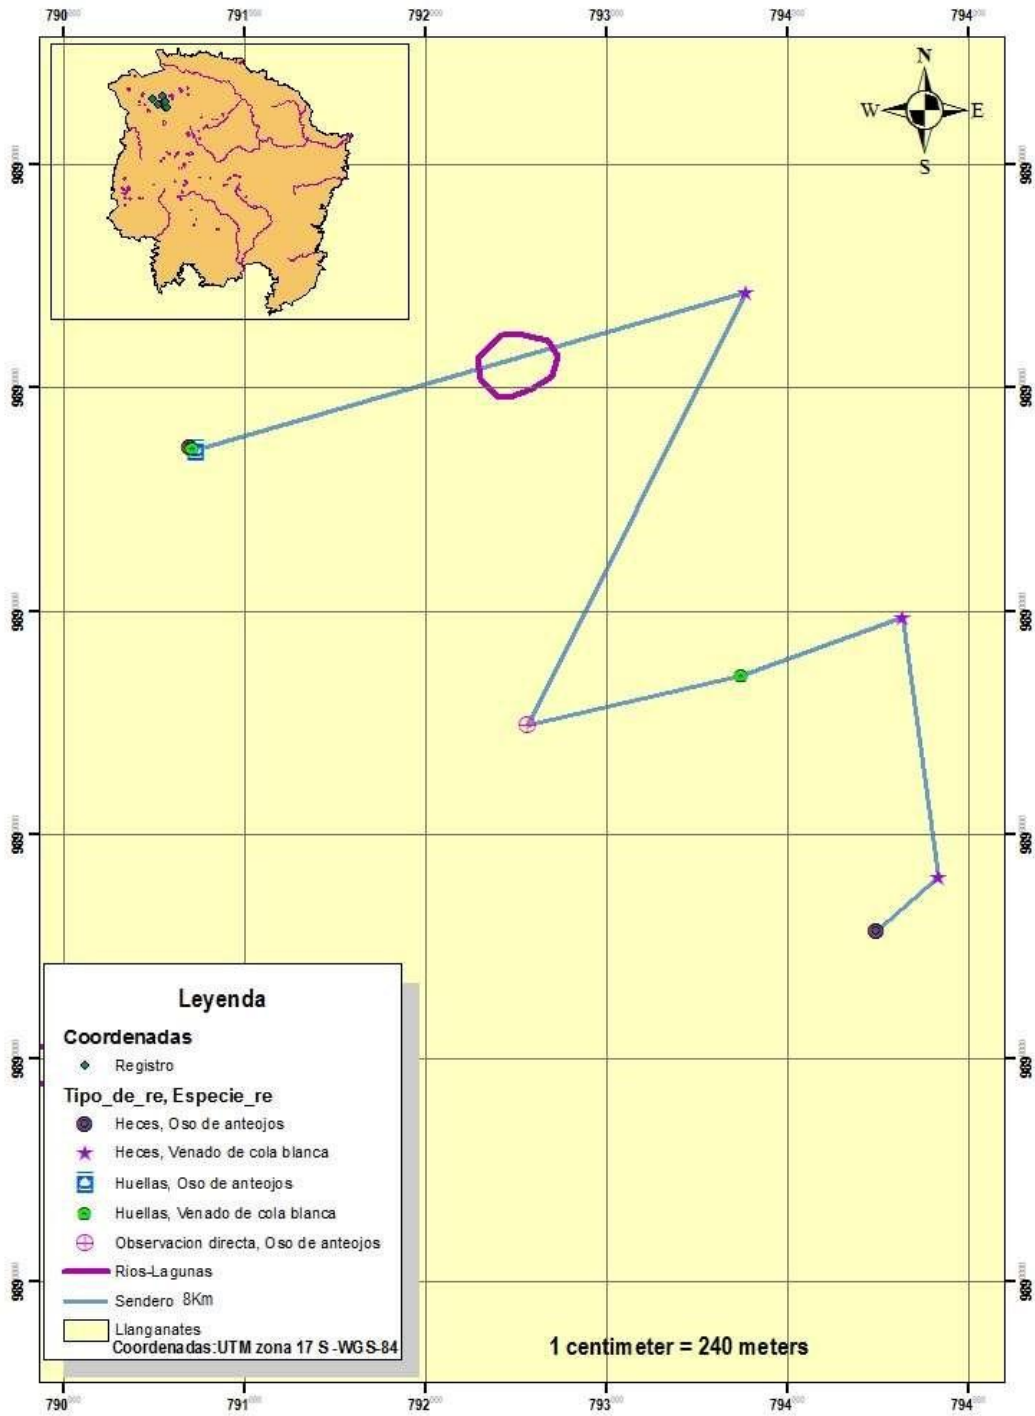 790 791 792 793 794 794
N
W E
S
989 989
989 989
989 989
989 989
989 989
989 989
Leyenda
Coordenadas
Registro
Tipo_de_re, Especie_re
Heces, Oso de anteojos
Heces, Venado de cola blanca
Huellas, Oso de anteojos
Huellas, Venado de cola blanca
Observacion directa, Oso de anteojos
Rios-Lagunas
Sendero 8Km
Llanganates
Coordenadas:UTM zona 17 S -WGS-84
1 centimeter = 240 meters
790 791 792 793 794 794